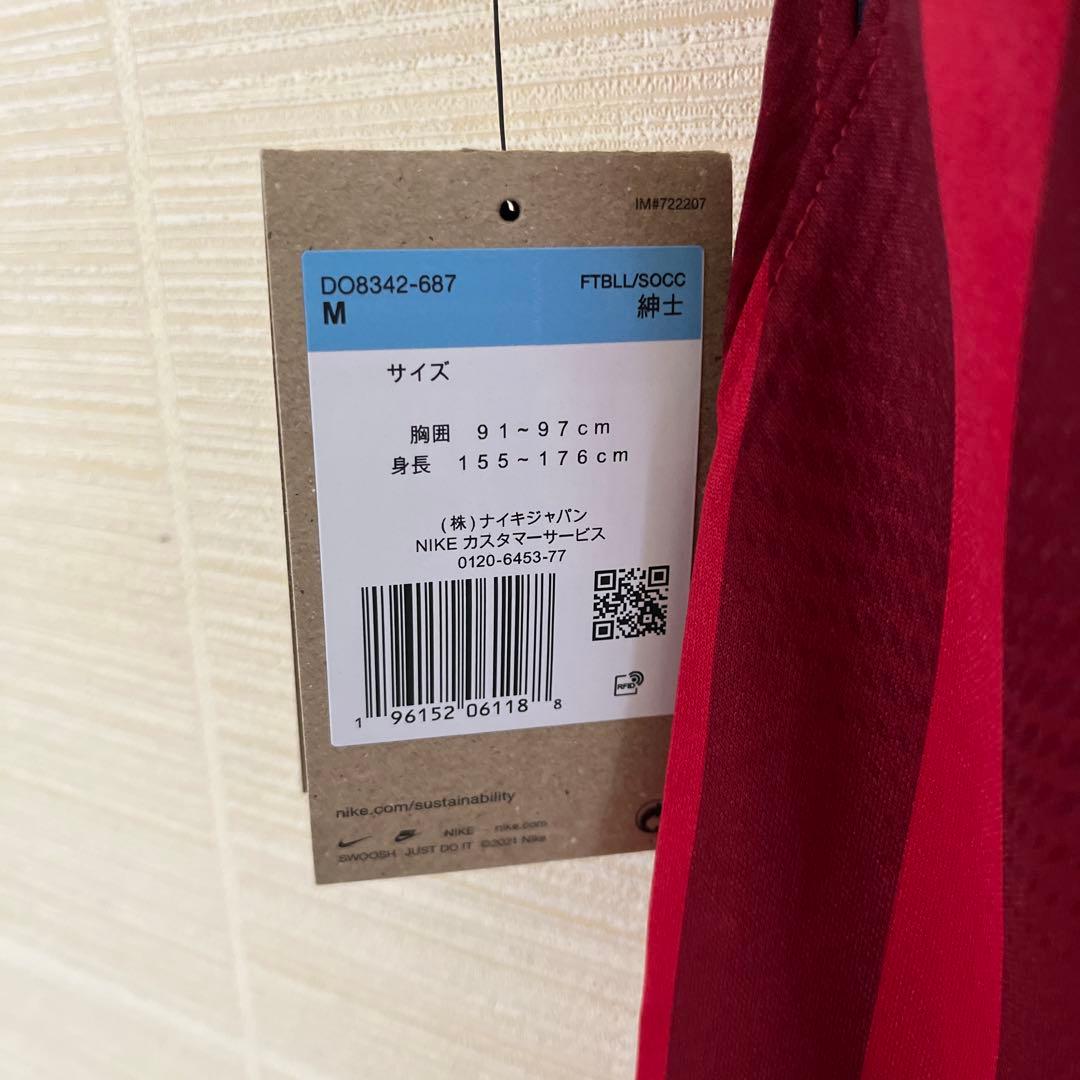 IM#722207
DO8342-687
FTBLL/SOCC
M
紳士
サイズ
胸囲 91~97cm
身長 155~176cm
(株)ナイキジャパン
NIKE カスタマーサービス
0120-6453-77
RFID
1 96152 06118 8
nike.com/sustainability
NIKE nike.com
SWOOSH JUST DO IT ©2021 Nike